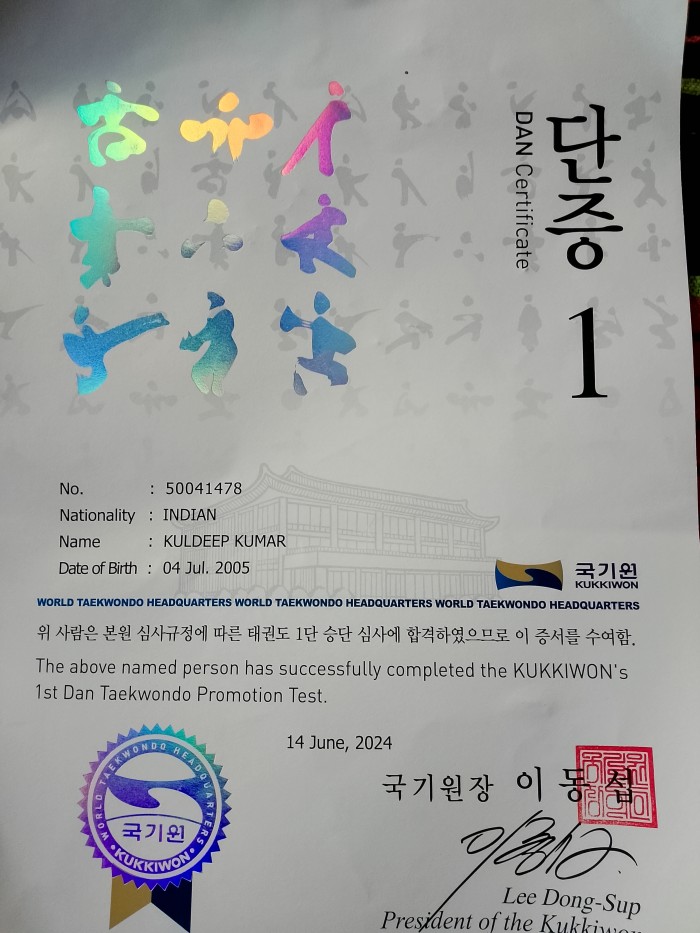 단증
DAN Certificate
1
No. : 50041478
Nationality : INDIAN
Name : KULDEEP KUMAR
Date of Birth : 04 Jul. 2005
국기원
KUKKIWON
WORLD TAEKWONDO HEADQUARTERS WORLD TAEKWONDO HEADQUARTERS WORLD TAEKWONDO HEADQUARTERS
위 사람은 본원 심사규정에 따른 태권도 1단 승단 심사에 합격하였으므로 이 증서를 수여함.
The above named person has successfully completed the KUKKIWON's
1st Dan Taekwondo Promotion Test.
14 June, 2024
국기원장 이동섭
WORLD TAEKWONDO HEADQUARTERS
국기원
KUKKIWON
Lee Dong-Sup
President of the Kukkiwon